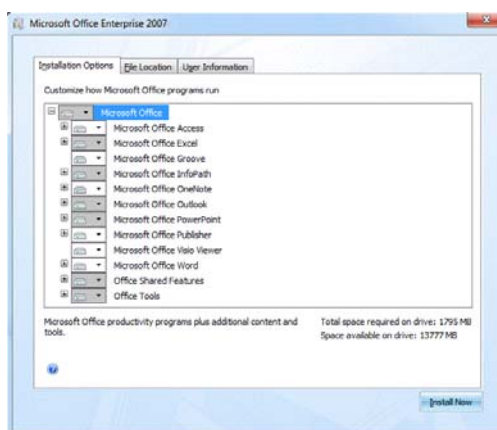 Microsoft Office Enterprise 2007
Installation Options File Location User Information
Customize how Microsoft Office programs run
Microsoft Office
Microsoft Office Access
Microsoft Office Excel
Microsoft Office Groove
Microsoft Office InfoPath
Microsoft Office OneNote
Microsoft Office Outlook
Microsoft Office PowerPoint
Microsoft Office Publisher
Microsoft Office Visio Viewer
Microsoft Office Word
Office Shared Features
Office Tools
Microsoft Office productivity programs plus additional content and
tools.
Total space required on drive: 1795 MB
Space available on drive: 13777 MB
Install Now